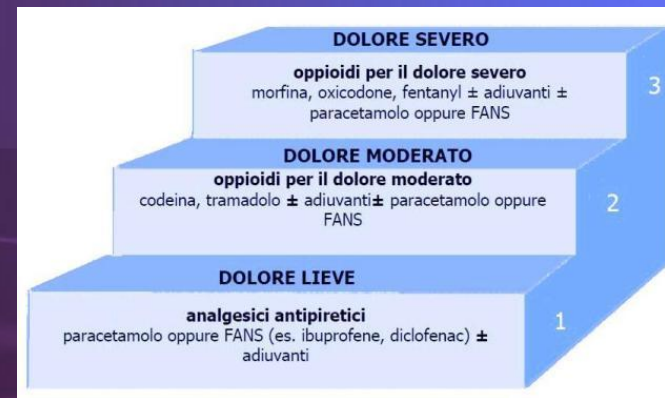 DOLORE SEVERO
oppioidi per il dolore severo
morfina, oxicodone, fentanyl ± adiuvanti ±
paracetamolo oppure FANS
3
DOLORE MODERATO
oppioidi per il dolore moderato
codeina, tramadolo ± adiuvanti± paracetamolo oppure
FANS
2
DOLORE LIEVE
analgesici antipiretici
paracetamolo oppure FANS (es. ibuprofene, diclofenac) ±
adiuvanti
1